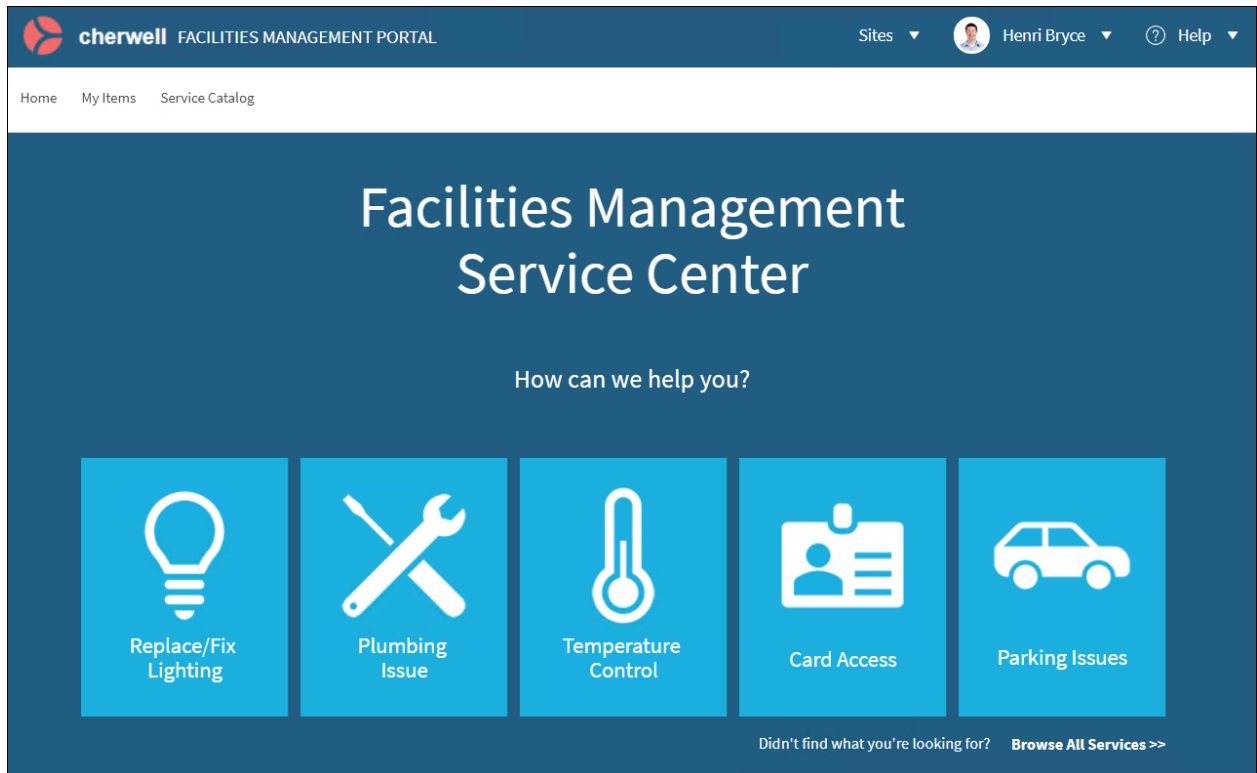 cherwell FACILITIES MANAGEMENT PORTAL
Sites ▼ Henri Bryce ▼ ? Help ▼
Home My Items Service Catalog
Facilities Management
Service Center
How can we help you?
Replace/Fix
Lighting
Plumbing
Issue
Temperature
Control
Card Access
Parking Issues
Didn't find what you're looking for? Browse All Services >>